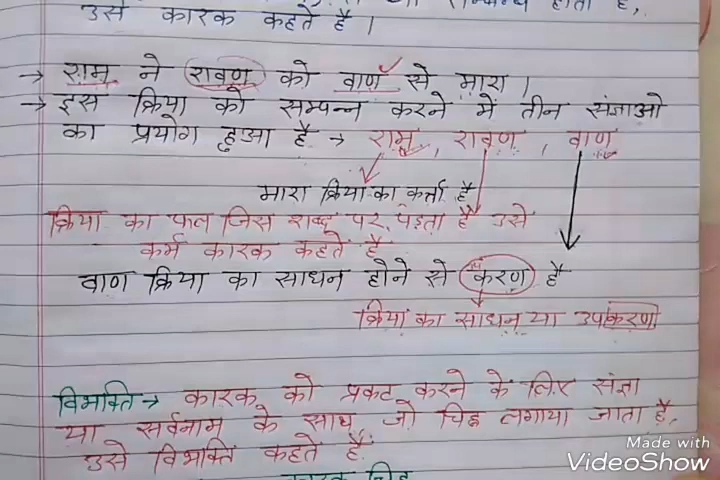 उसे कारक कहते है ।
→ राम ने रावण को वाण से मारा ।
→ इस क्रिया को सम्पन्न करने में तीन संज्ञाओ
का प्रयोग हुआ है → राम, रावण, वाण
मारा क्रिया का कर्त्ता है
क्रिया का फल जिस शब्द पर पड़ता है उसे
कर्म कारक कहते है
वाण क्रिया का साधन होने से करण है
क्रिया का साधन या उपकरण
विभक्ति → कारक को प्रकट करने के लिए संज्ञा
या सर्वनाम के साथ, जो चिह्न लगाया जाता है,
उसे विभक्ति कहते है.
Made with
VideoShow